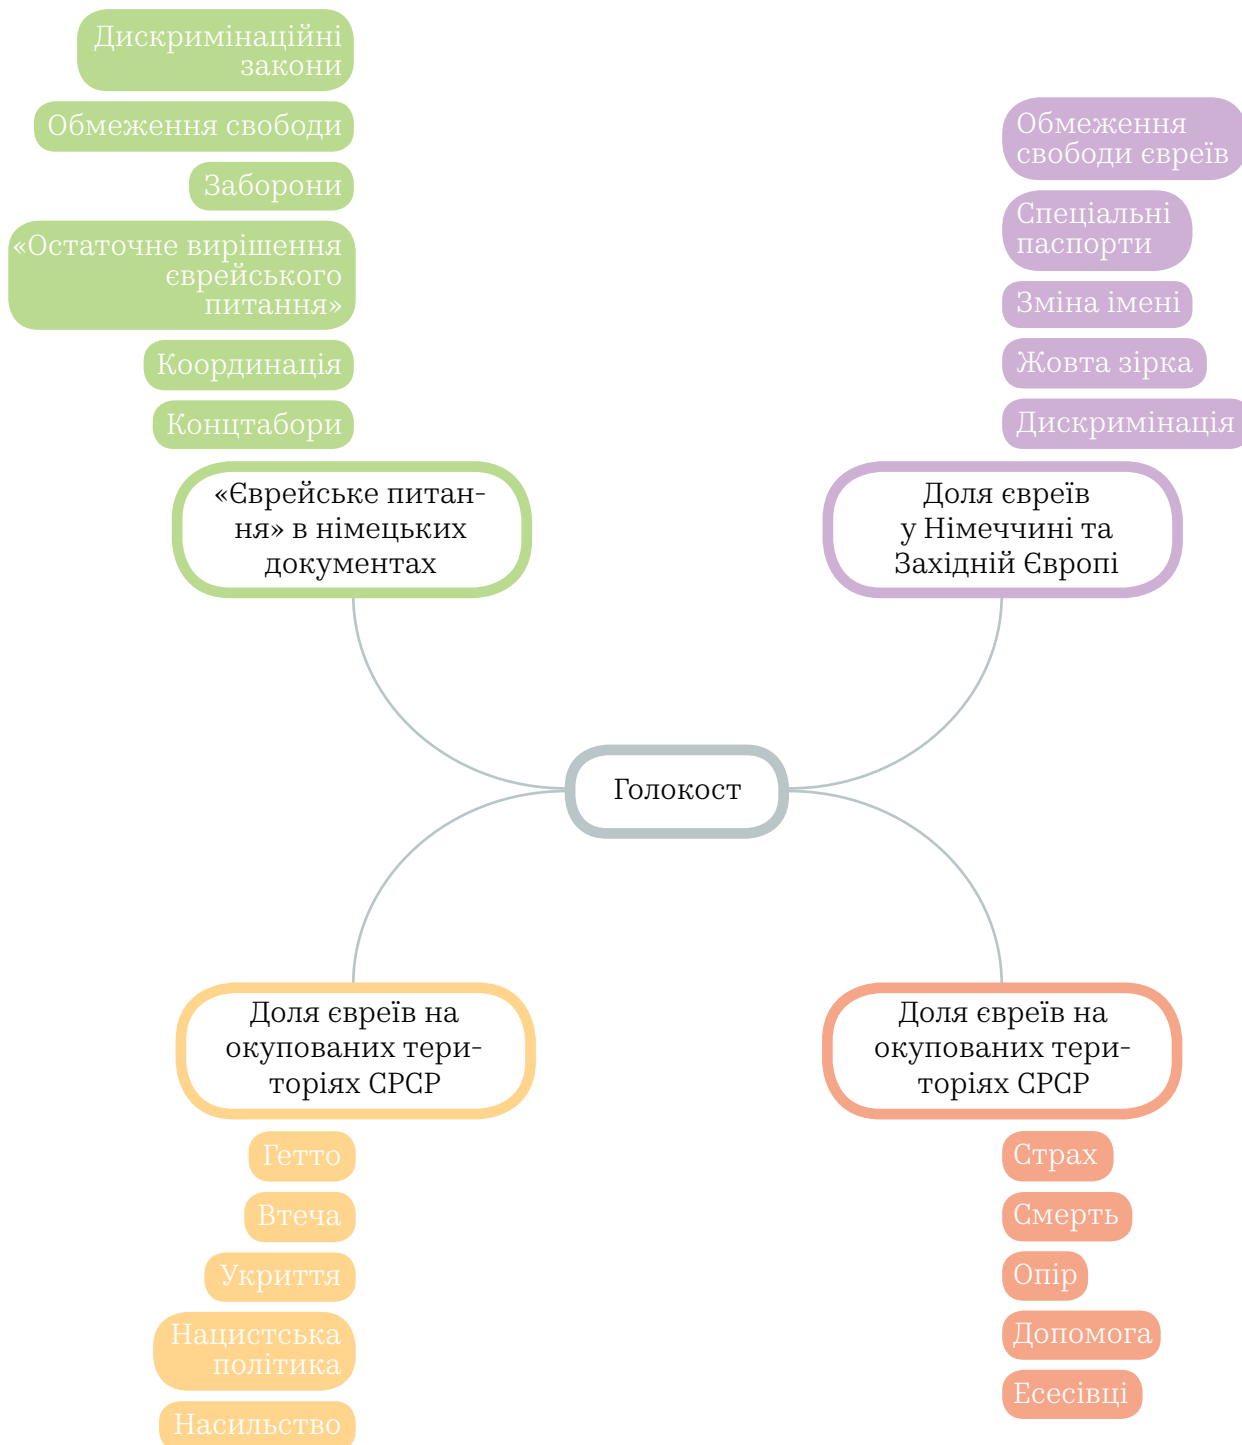 Дискримінаційні
закони
Обмеження свободи
Заборони
«Остаточне вирішення
єврейського
питання»
Координація
Концтабори
«Єврейське питан-
ня» в німецьких
документах
Обмеження
свободи євреїв
Спеціальні
паспорти
Зміна імені
Жовта зірка
Дискримінація
Доля євреїв
у Німеччині та
Західній Європі
Голокост
Доля євреїв на
окупованих тери-
торіях СРСР
Гетто
Втеча
Укриття
Нацистська
політика
Насильство
Доля євреїв на
окупованих тери-
торіях СРСР
Страх
Смерть
Опір
Допомога
Есесівці